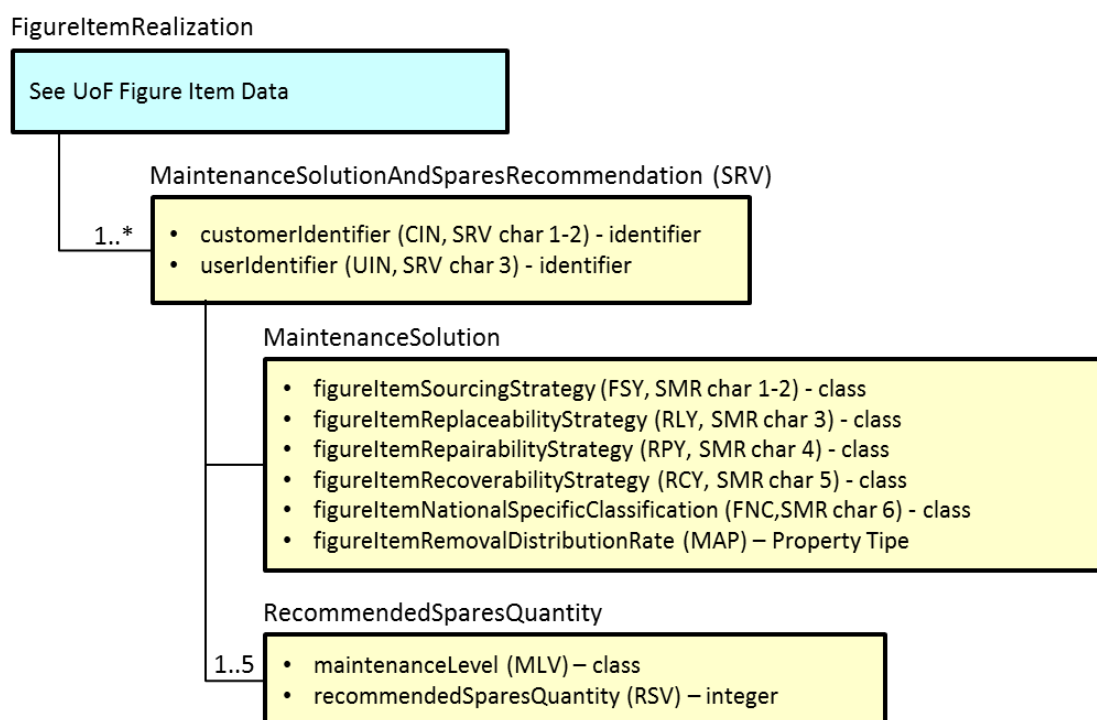 FigureItemRealization
See UoF Figure Item Data
MaintenanceSolutionAndSparesRecommendation (SRV)
1..*
• customerIdentifier (CIN, SRV char 1-2) - identifier
• userIdentifier (UIN, SRV char 3) - identifier
MaintenanceSolution
• figureItemSourcingStrategy (FSY, SMR char 1-2) - class
• figureItemReplaceabilityStrategy (RLY, SMR char 3) - class
• figureItemRepairabilityStrategy (RPY, SMR char 4) - class
• figureItemRecoverabilityStrategy (RCY, SMR char 5) - class
• figureItemNationalSpecificClassification (FNC,SMR char 6) - class
• figureItemRemovalDistributionRate (MAP) – Property Tipe
RecommendedSparesQuantity
1..5
• maintenanceLevel (MLV) – class
• recommendedSparesQuantity (RSV) – integer